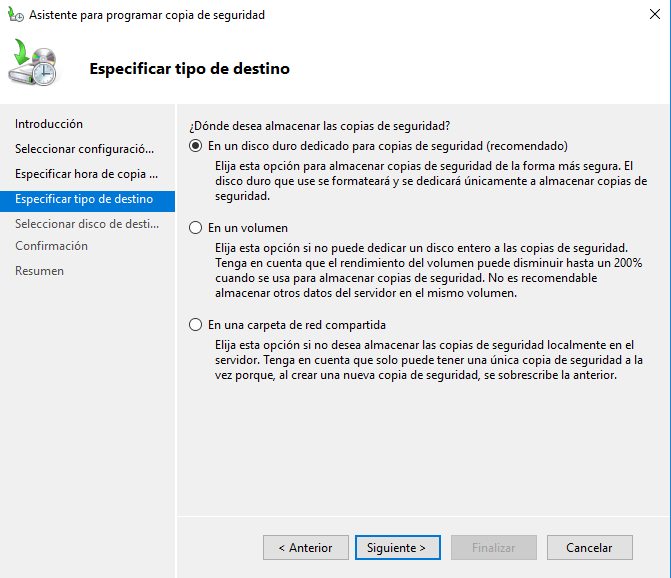 Asistente para programar copia de seguridad
Especificar tipo de destino
Introducción
Seleccionar configuració...
Especificar hora de copia ...
Especificar tipo de destino
Seleccionar disco de desti...
Confirmación
Resumen
¿Dónde desea almacenar las copias de seguridad?
En un disco duro dedicado para copias de seguridad (recomendado)
Elija esta opción para almacenar copias de seguridad de la forma más segura. El
disco duro que use se formateará y se dedicará únicamente a almacenar copias de
seguridad.
En un volumen
Elija esta opción si no puede dedicar un disco entero a las copias de seguridad.
Tenga en cuenta que el rendimiento del volumen puede disminuir hasta un 200%
cuando se usa para almacenar copias de seguridad. No es recomendable
almacenar otros datos del servidor en el mismo volumen.
En una carpeta de red compartida
Elija esta opción si no desea almacenar las copias de seguridad localmente en el
servidor. Tenga en cuenta que solo puede tener una única copia de seguridad a la
vez porque, al crear una nueva copia de seguridad, se sobrescribe la anterior.
< Anterior
Siguiente >
Finalizar
Cancelar